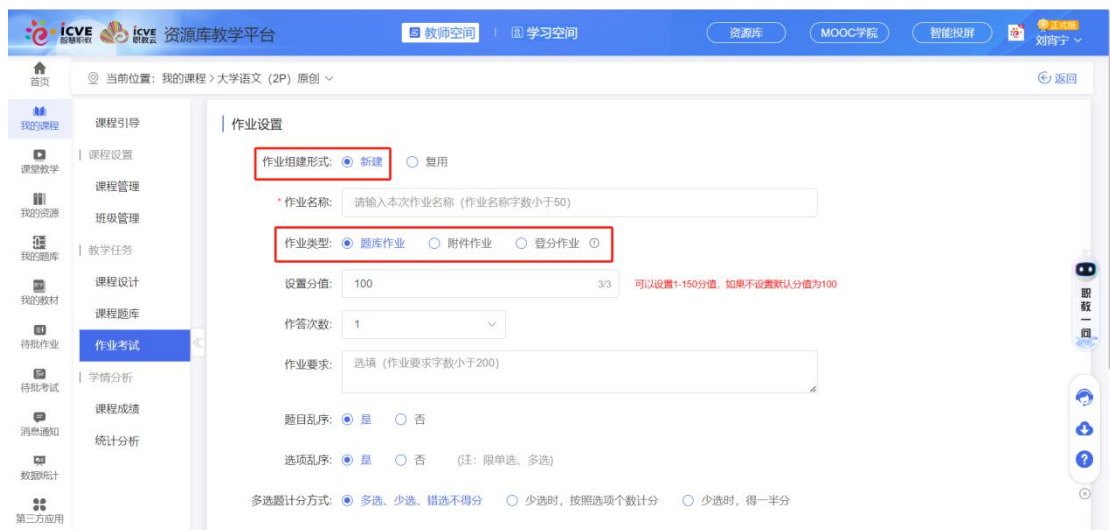 icve 智慧职教 icve 职教云 资源库教学平台 教师空间 学习空间 资源库 MOOC学院 智能投屏 正式版 刘宵宁
首页
当前位置：我的课程 > 大学语文（2P）原创 返回
我的课程
课堂教学
我的资源
我的题库
我的教材
待批作业
待批考试
消息通知
数据统计
第三方应用
课程引导
课程设置
课程管理
班级管理
教学任务
课程设计
课程题库
作业考试
学情分析
课程成绩
统计分析
作业设置
作业组建形式: 新建 复用
* 作业名称: 请输入本次作业名称（作业名称字数小于50）
作业类型: 题库作业 附件作业 登分作业
设置分值: 100 3/3 可以设置1-150分值，如果不设置默认分值为100
作答次数: 1
作业要求: 选填（作业要求字数小于200）
题目乱序: 是 否
选项乱序: 是 否 (注：限单选、多选)
多选题计分方式: 多选、少选、错选不得分 少选时，按照选项个数计分 少选时，得一半分
职教一问